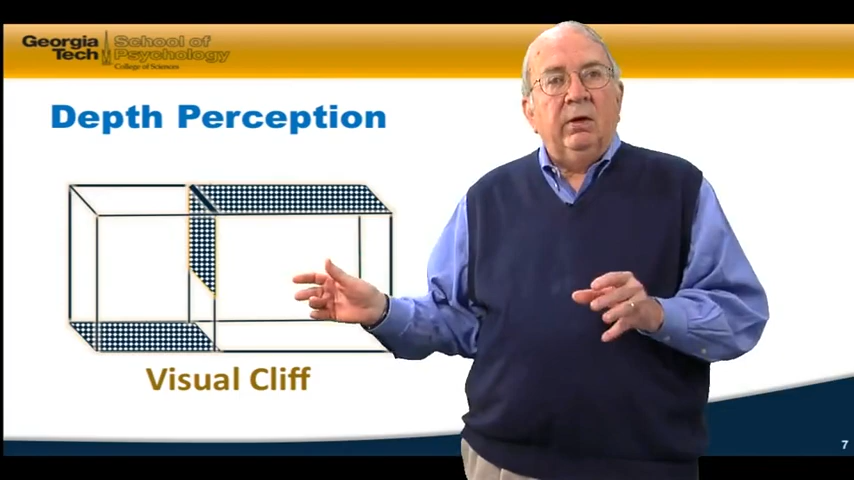 Georgia Tech
School of Psychology
College of Sciences
Depth Perception
Visual Cliff
7